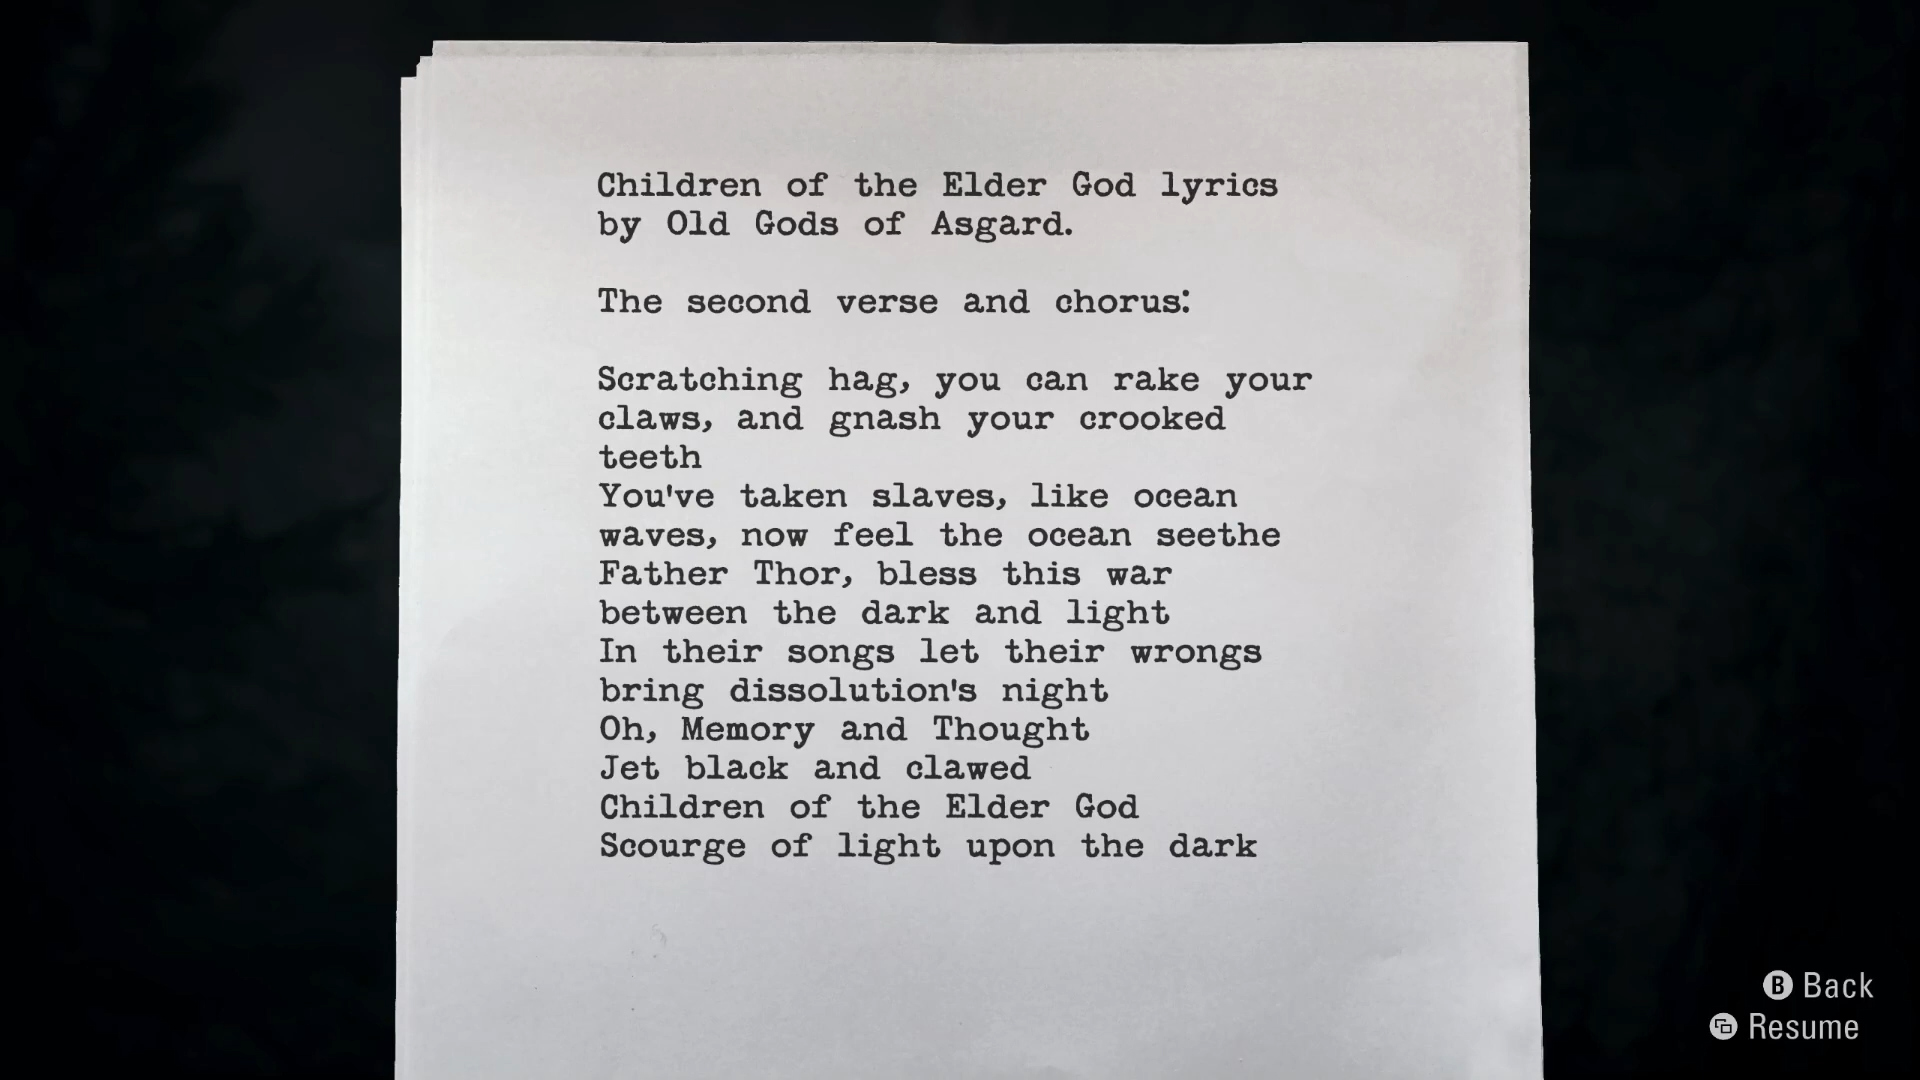 Children of the Elder God lyrics
by Old Gods of Asgard.
The second verse and chorus:
Scratching hag, you can rake your
claws, and gnash your crooked
teeth
You've taken slaves, like ocean
waves, now feel the ocean seethe
Father Thor, bless this war
between the dark and light
In their songs let their wrongs
bring dissolution's night
Oh, Memory and Thought
Jet black and clawed
Children of the Elder God
Scourge of light upon the dark
B Back
Resume